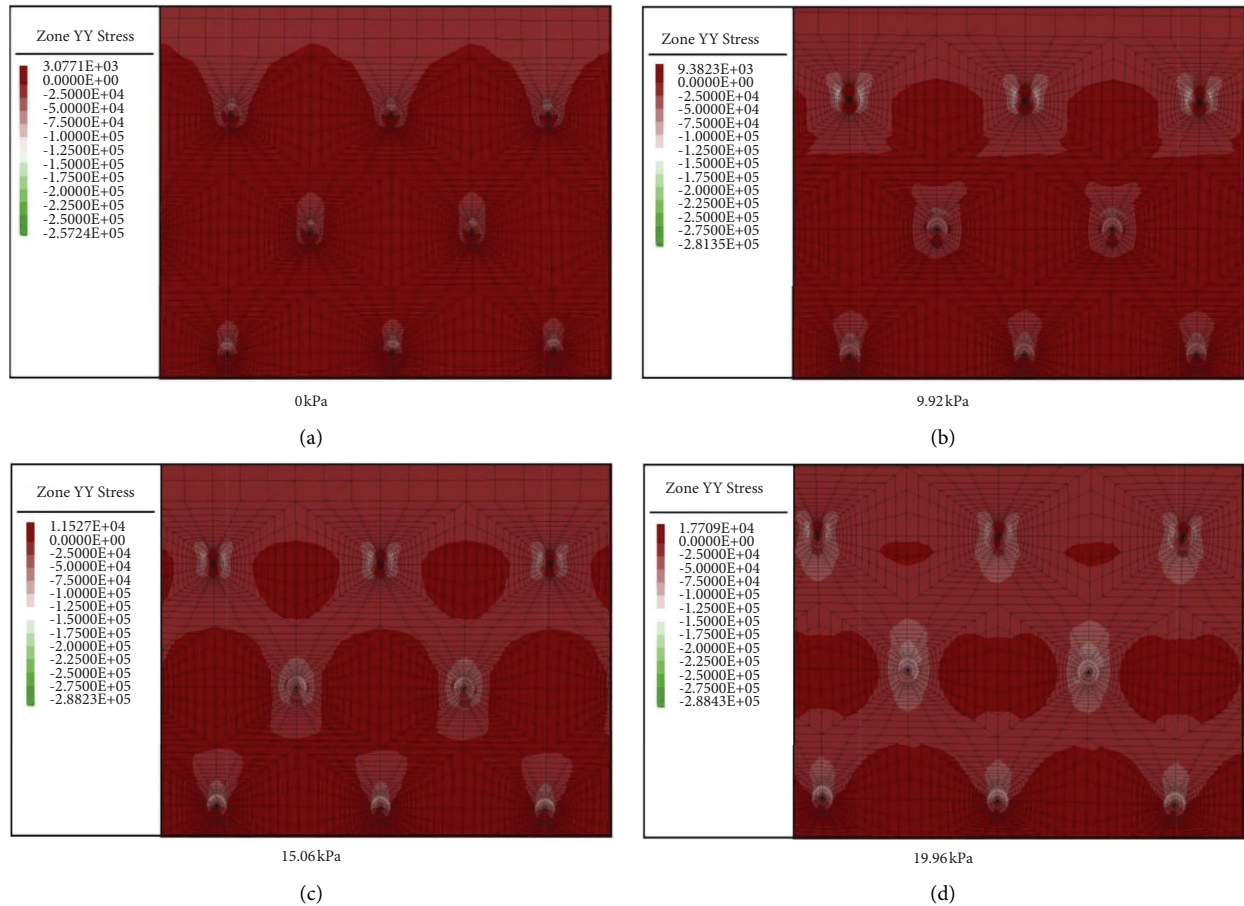 Zone YY Stress
3.0771E+03
0.0000E+00
-2.5000E+04
-5.0000E+04
-7.5000E+04
-1.0000E+05
-1.2500E+05
-1.5000E+05
-1.7500E+05
-2.0000E+05
-2.2500E+05
-2.5000E+05
-2.5724E+05
0kPa
(a)
Zone YY Stress
9.3823E+03
0.0000E+00
-2.5000E+04
-5.0000E+04
-7.5000E+04
-1.0000E+05
-1.2500E+05
-1.5000E+05
-1.7500E+05
-2.0000E+05
-2.2500E+05
-2.5000E+05
-2.7500E+05
-2.8135E+05
9.92kPa
(b)
Zone YY Stress
1.1527E+04
0.0000E+00
-2.5000E+04
-5.0000E+04
-7.5000E+04
-1.0000E+05
-1.2500E+05
-1.5000E+05
-1.7500E+05
-2.0000E+05
-2.2500E+05
-2.5000E+05
-2.7500E+05
-2.8823E+05
15.06kPa
(c)
Zone YY Stress
1.7709E+04
0.0000E+00
-2.5000E+04
-5.0000E+04
-7.5000E+04
-1.0000E+05
-1.2500E+05
-1.5000E+05
-1.7500E+05
-2.0000E+05
-2.2500E+05
-2.5000E+05
-2.7500E+05
-2.8843E+05
19.96kPa
(d)